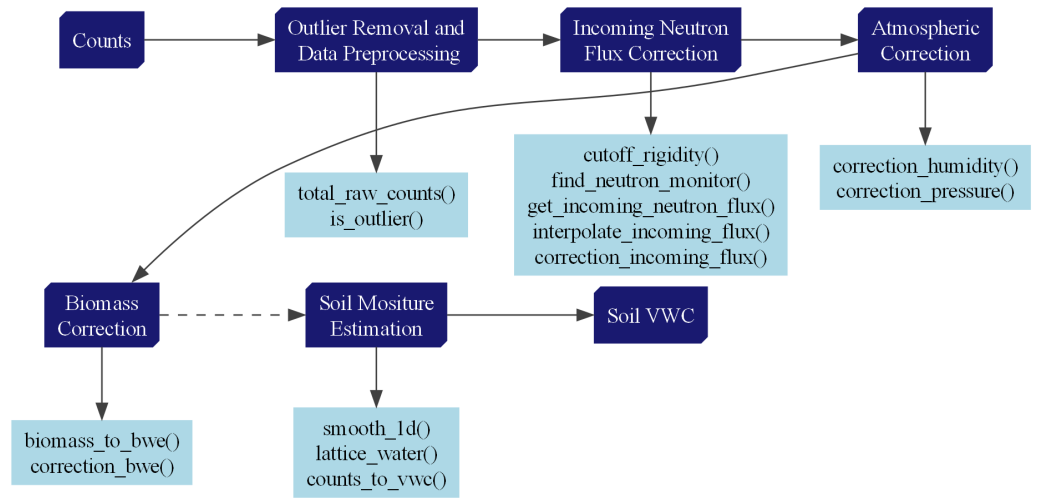 Counts
Outlier Removal and
Data Preprocessing
Incoming Neutron
Flux Correction
Atmospheric
Correction
total_raw_counts()
is_outlier()
cutoff_rigidity()
find_neutron_monitor()
get_incoming_neutron_flux()
interpolate_incoming_flux()
correction_incoming_flux()
correction_humidity()
correction_pressure()
Biomass
Correction
Soil Mositure
Estimation
Soil VWC
biomass_to_bwe()
correction_bwe()
smooth_1d()
lattice_water()
counts_to_vwc()